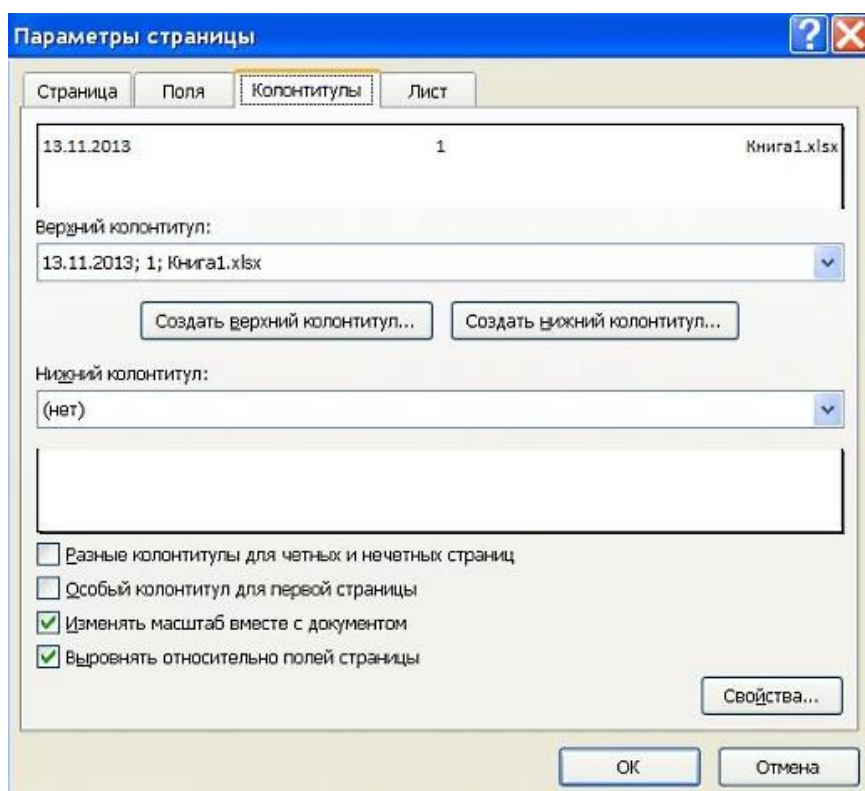 Параметры страницы
Страница Поля Колонтитулы Лист
13.11.2013 1 Книга1.xlsx
Верхний колонтитул:
13.11.2013; 1; Книга1.xlsx
Создать верхний колонтитул... Создать нижний колонтитул...
Нижний колонтитул:
(нет)
Разные колонтитулы для четных и нечетных страниц
Особый колонтитул для первой страницы
Изменять масштаб вместе с документом
Выровнять относительно полей страницы
Свойства...
ОК Отмена